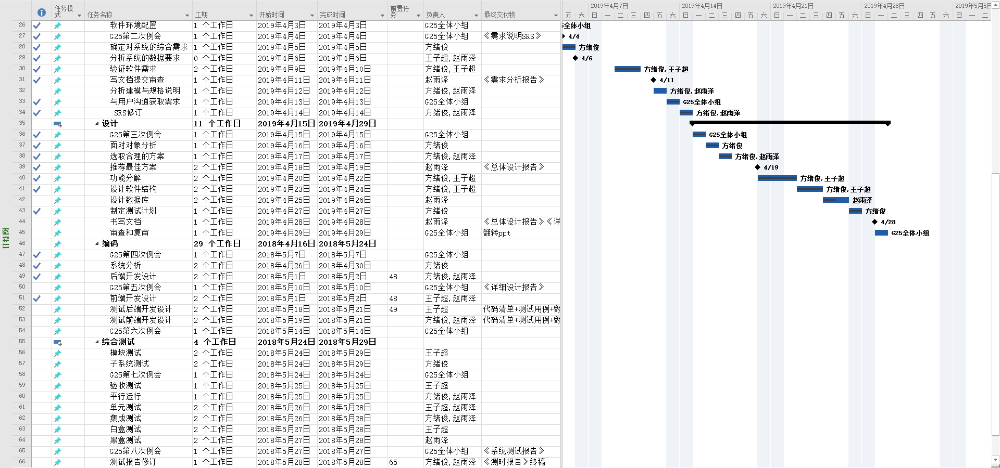 任务模式 任务名称 工期 开始时间 完成时间 前置任务 负责人 最终交付物
2019年4月7日 2019年4月14日 2019年4月21日 2019年4月28日 2019年5月5日
五 六 日 一 二 三 四 五 六 日 一 二 三 四 五 六 日 一 二 三 四 五 六 日 一 二 三 四 五 六 日 一 二
甘特图
26 软件环境配置 1 个工作日 2019年4月3日 2019年4月3日 G25全体小组 5全体小组
27 G25第二次例会 1 个工作日 2019年4月4日 2019年4月4日 G25全体小组 《需求说明SRS》 4/4
28 确定对系统的综合需求 1 个工作日 2019年4月5日 2019年4月5日 方绪俊 方绪俊
29 分析系统的数据要求 0 个工作日 2019年4月6日 2019年4月6日 王子超,赵雨泽 4/6
30 验证软件需求 2 个工作日 2019年4月9日 2019年4月10日 方绪俊,王子超 方绪俊,王子超
31 写文档提交审查 1 个工作日 2019年4月11日 2019年4月11日 赵雨泽 《需求分析报告》 4/11
32 分析建模与规格说明 1 个工作日 2019年4月12日 2019年4月12日 方绪俊,赵雨泽 方绪俊,赵雨泽
33 与用户沟通获取需求 1 个工作日 2019年4月13日 2019年4月13日 G25全体小组 G25全体小组
34 SRS修订 1 个工作日 2019年4月14日 2019年4月14日 方绪俊,赵雨泽 方绪俊,赵雨泽
35 设计 11 个工作日 2019年4月15日 2019年4月29日
36 G25第三次例会 1 个工作日 2019年4月15日 2019年4月15日 G25全体小组 G25全体小组
37 面对对象分析 1 个工作日 2019年4月16日 2019年4月16日 方绪俊 方绪俊
38 选取合理的方案 1 个工作日 2019年4月17日 2019年4月17日 方绪俊,赵雨泽 方绪俊,赵雨泽
39 推荐最佳方案 2 个工作日 2019年4月18日 2019年4月19日 赵雨泽 《总体设计报告》 4/19
40 功能分解 2 个工作日 2019年4月20日 2019年4月22日 方绪俊,王子超 方绪俊,王子超
41 设计软件结构 2 个工作日 2019年4月23日 2019年4月24日 方绪俊,王子超 方绪俊,王子超
42 设计数据库 2 个工作日 2019年4月25日 2019年4月26日 赵雨泽 赵雨泽
43 制定测试计划 1 个工作日 2019年4月27日 2019年4月27日 方绪俊 方绪俊
44 书写文档 1 个工作日 2019年4月28日 2019年4月28日 赵雨泽 《总体设计报告》《详 4/28
45 审查和复审 1 个工作日 2019年4月29日 2019年4月29日 G25全体小组 翻转ppt G25全体小组
46 编码 29 个工作日 2018年4月16日 2018年5月24日
47 G25第四次例会 1 个工作日 2018年5月7日 2018年5月7日 G25全体小组
48 系统分析 2 个工作日 2018年4月26日 2018年4月30日 方绪俊
49 后端开发设计 2 个工作日 2018年5月1日 2018年5月2日 48 方绪俊,赵雨泽
50 G25第五次例会 1 个工作日 2018年5月10日 2018年5月10日 G25全体小组 《详细设计报告》
51 前端开发设计 2 个工作日 2018年5月1日 2018年5月2日 48 王子超,赵雨泽
52 测试后端开发设计 2 个工作日 2018年5月18日 2018年5月21日 49 王子超 代码清单+测试用例+翻
53 测试前端开发设计 2 个工作日 2018年5月19日 2018年5月21日 方绪俊,赵雨泽 代码清单+测试用例+翻
54 G25第六次例会 1 个工作日 2018年5月14日 2018年5月14日 G25全体小组
55 综合测试 4 个工作日 2018年5月24日 2018年5月29日
56 模块测试 2 个工作日 2018年5月24日 2018年5月29日 王子超
57 子系统测试 2 个工作日 2018年5月24日 2018年5月29日 方绪俊
58 G25第七次例会 1 个工作日 2018年5月24日 2018年5月24日 G25全体小组
59 验收测试 1 个工作日 2018年5月25日 2018年5月25日 王子超
60 平行运行 1 个工作日 2018年5月25日 2018年5月25日 方绪俊,赵雨泽
61 单元测试 2 个工作日 2018年5月26日 2018年5月28日 王子超,赵雨泽
62 集成测试 2 个工作日 2018年5月26日 2018年5月28日 方绪俊,赵雨泽
63 白盒测试 2 个工作日 2018年5月27日 2018年5月28日 王子超
64 黑盒测试 2 个工作日 2018年5月27日 2018年5月28日 赵雨泽
65 G25第八次例会 1 个工作日 2018年5月27日 2018年5月27日 G25全体小组 《系统测试报告》
66 测试报告修订 1 个工作日 2018年5月28日 2018年5月28日 65 方绪俊,赵雨泽 《测时报告》终稿